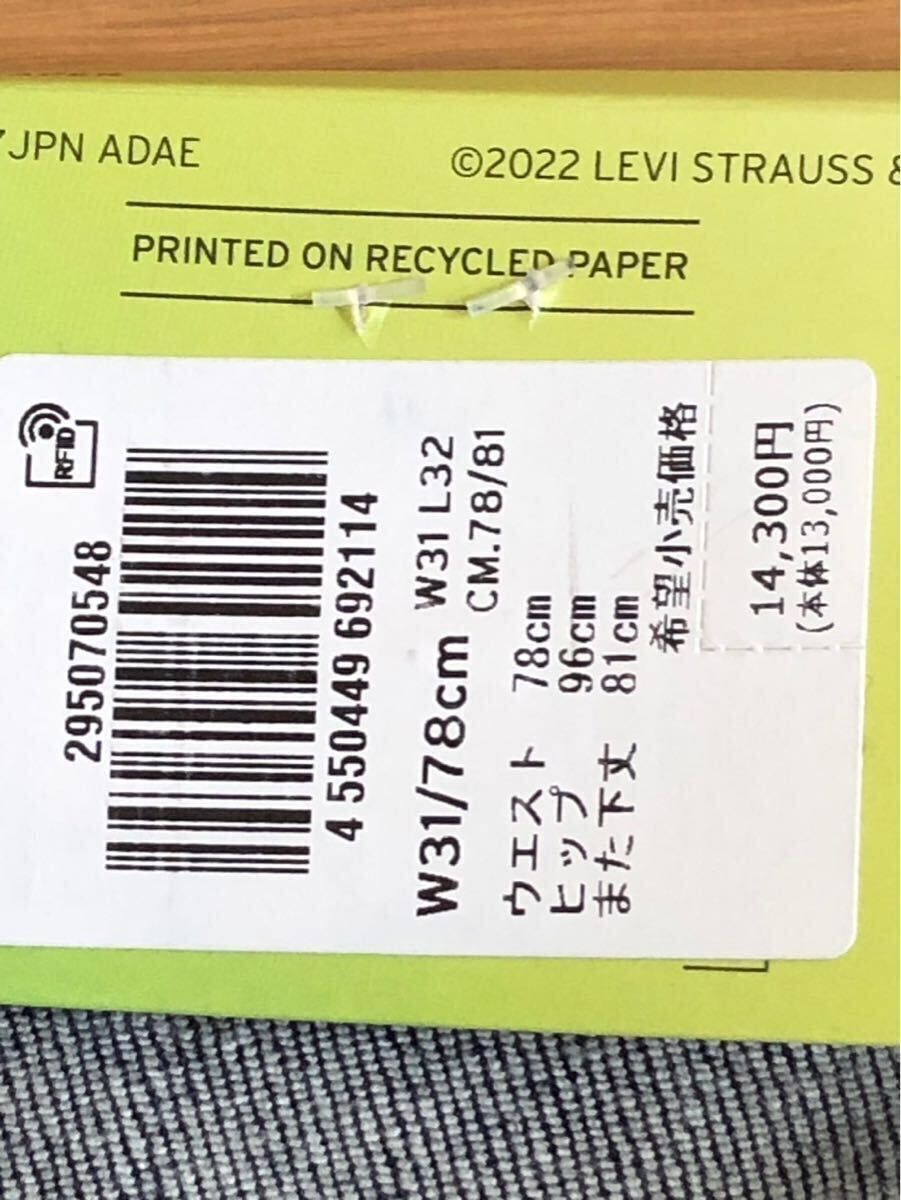 JPN ADAE
©2022 LEVI STRAUSS &
PRINTED ON RECYCLED PAPER
RFID
295070548
4 550449 692114
W31/78cm W31 L32
CM.78/81
ウエスト 78cm
ヒップ 96cm
また下丈 81cm
希望小売価格
14,300円
(本体13,000円)